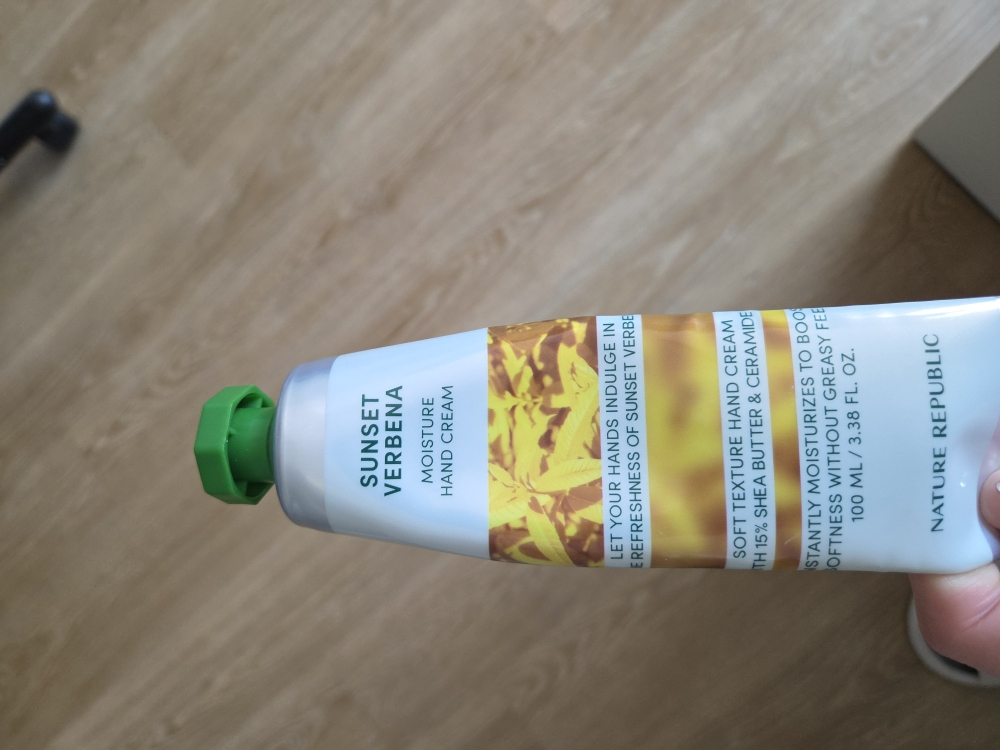 SUNSET
VERBENA
MOISTURE
HAND CREAM
LET YOUR HANDS INDULGE IN
REFRESHNESS OF SUNSET
SOFT TEXTURE HAND CREAM
15% SHEA BUTTER & CERAMIDE
MOISTURIZES TO
WITHOUT GREASY
100 ML / 3.38 FL. OZ.
NATURE REPUBLIC